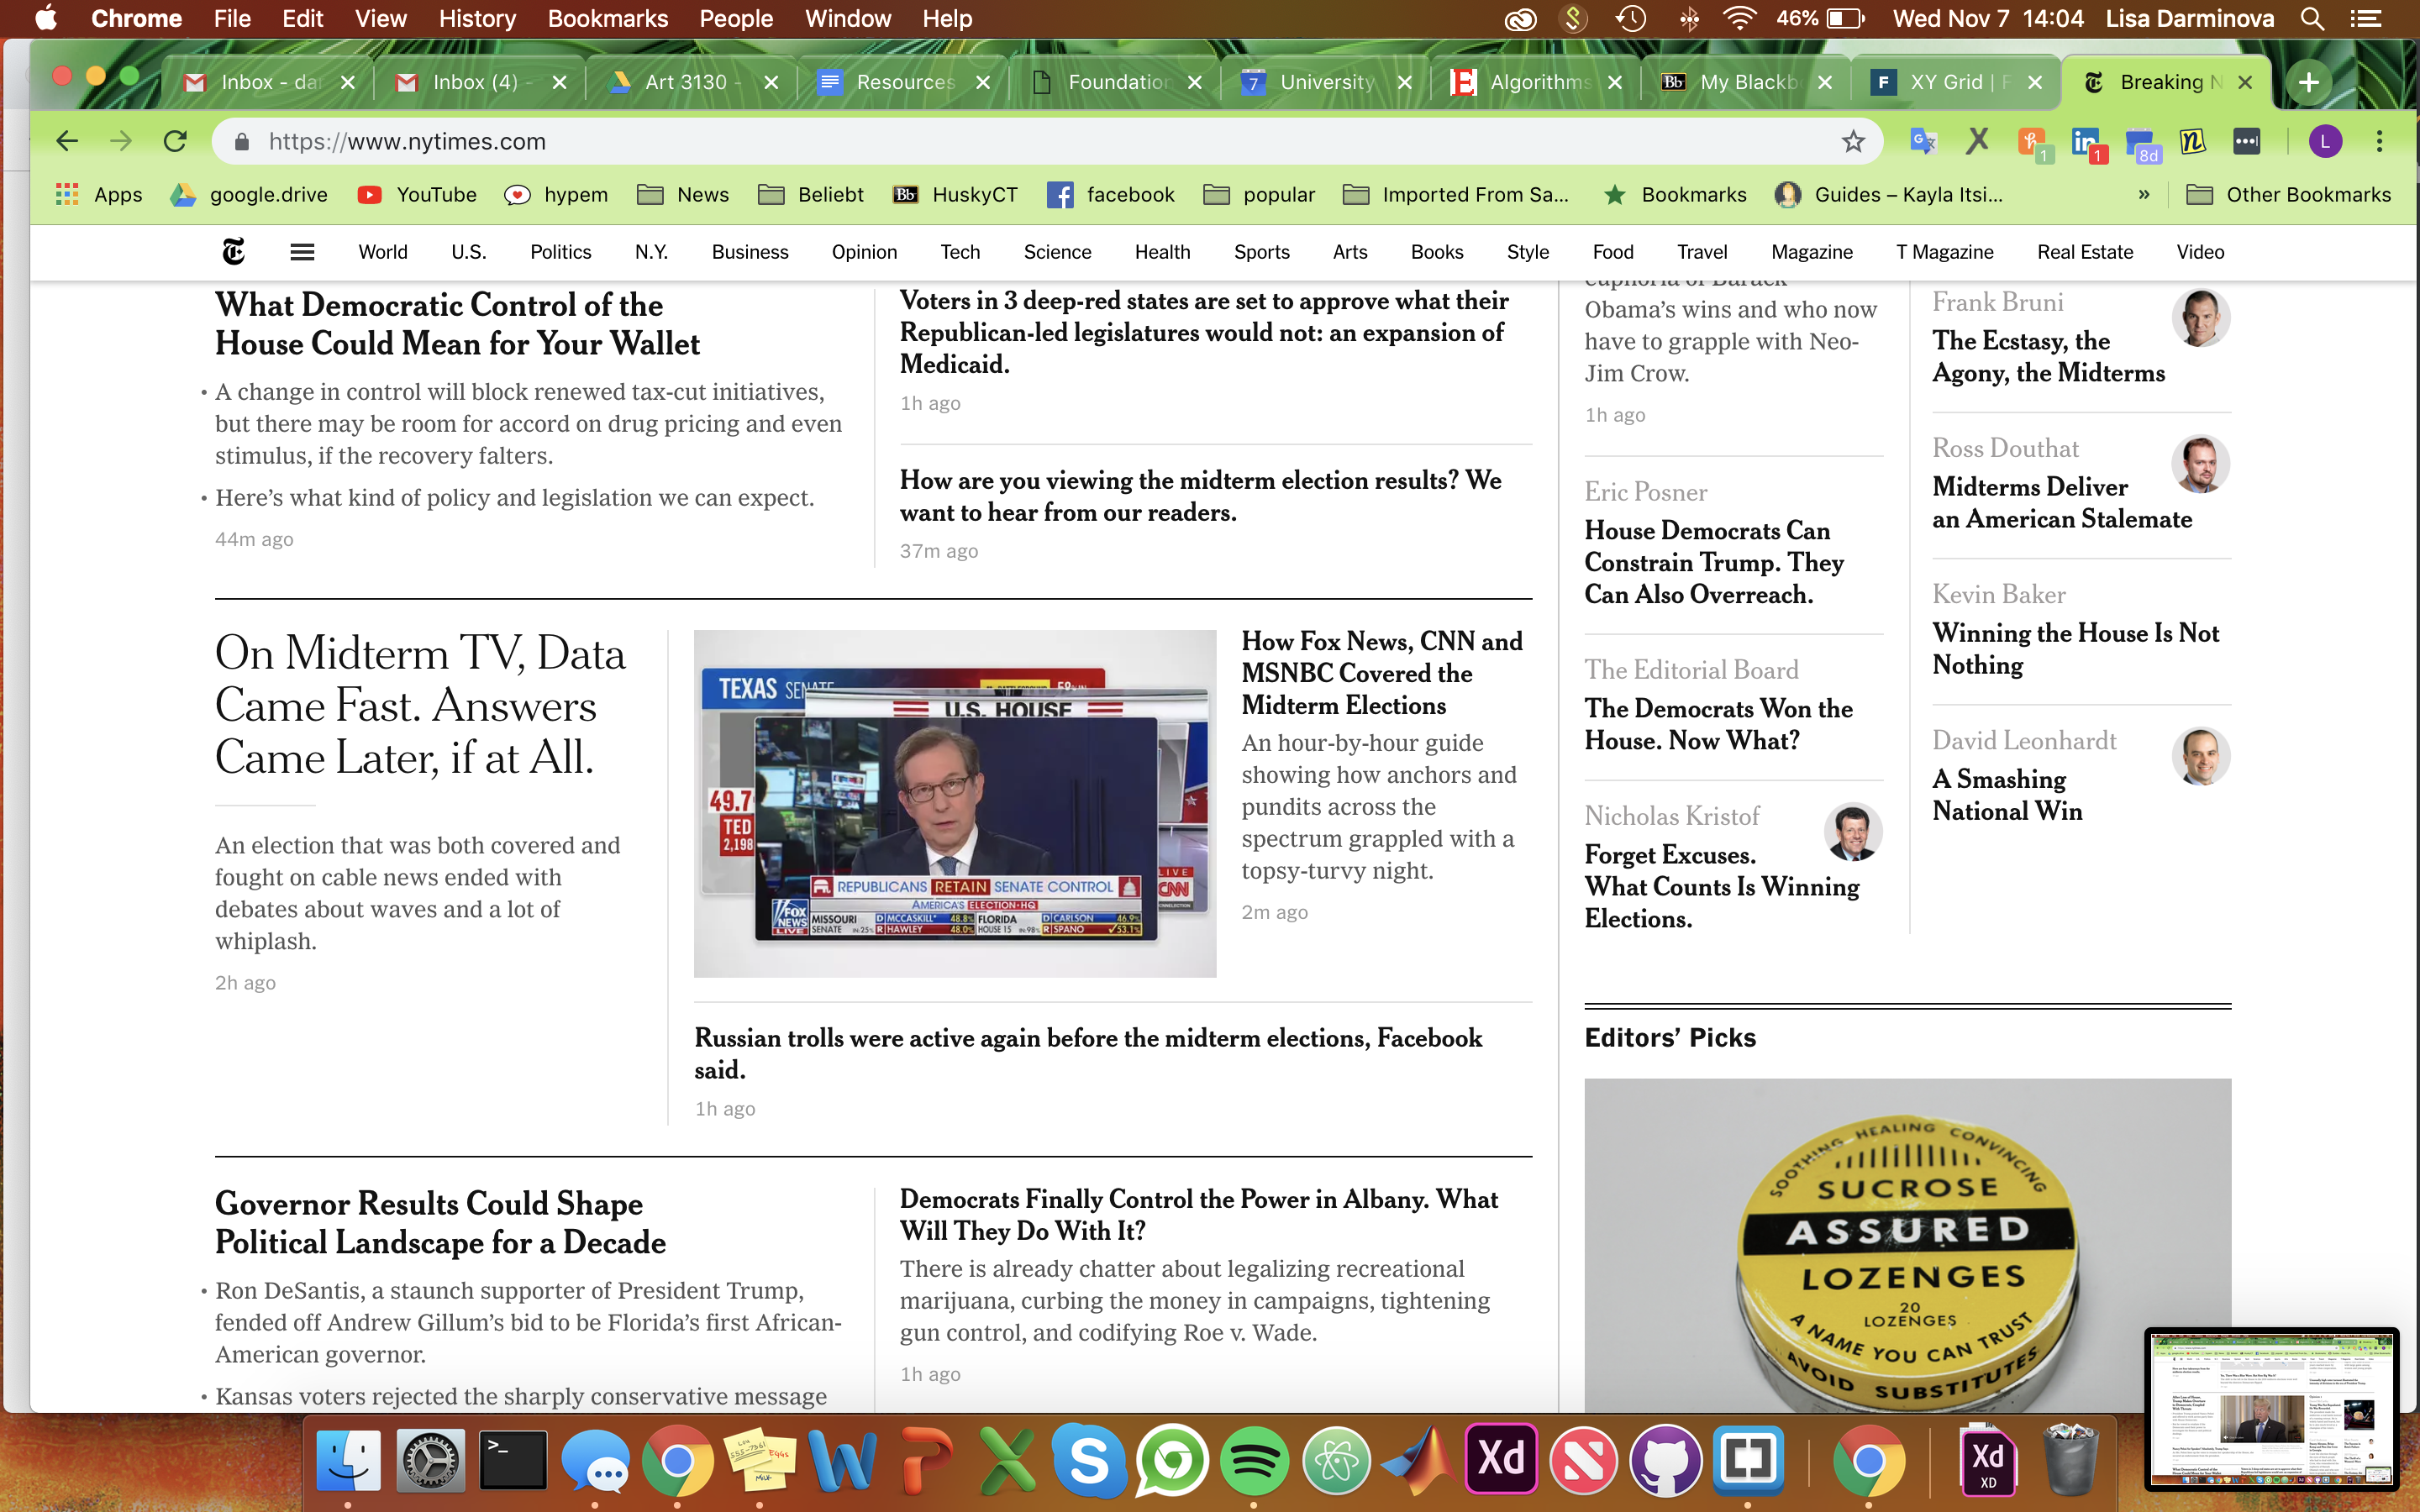 Chrome File Edit View History Bookmarks People Window Help 46% Wed Nov 7 14:04 Lisa Darminova
Inbox - da Inbox (4) - Art 3130 - Resources Foundation University Algorithms My Blackb XY Grid | F Breaking N
https://www.nytimes.com
Apps google.drive YouTube hypem News Beliebt HuskyCT facebook popular Imported From Sa... Bookmarks Guides – Kayla Itsi... » Other Bookmarks
World U.S. Politics N.Y. Business Opinion Tech Science Health Sports Arts Books Style Food Travel Magazine T Magazine Real Estate Video
What Democratic Control of the
House Could Mean for Your Wallet
• A change in control will block renewed tax-cut initiatives,
but there may be room for accord on drug pricing and even
stimulus, if the recovery falters.
• Here’s what kind of policy and legislation we can expect.
44m ago
Voters in 3 deep-red states are set to approve what their
Republican-led legislatures would not: an expansion of
Medicaid.
1h ago
How are you viewing the midterm election results? We
want to hear from our readers.
37m ago
On Midterm TV, Data
Came Fast. Answers
Came Later, if at All.
An election that was both covered and
fought on cable news ended with
debates about waves and a lot of
whiplash.
2h ago
TEXAS SENATE
U.S. HOUSE
49.7
TED
2,198
REPUBLICANS RETAIN SENATE CONTROL
AMERICA'S ELECTION HQ
FOX NEWS LIVE
MISSOURI D MCCASKILL* 48.8% FLORIDA D CARLSON 46.9%
SENATE IN:25% R HAWLEY 48.0% HOUSE 15 IN:98% R SPANO ✓53.1%
LIVE
CNN
How Fox News, CNN and
MSNBC Covered the
Midterm Elections
An hour-by-hour guide
showing how anchors and
pundits across the
spectrum grappled with a
topsy-turvy night.
2m ago
Russian trolls were active again before the midterm elections, Facebook
said.
1h ago
Governor Results Could Shape
Political Landscape for a Decade
• Ron DeSantis, a staunch supporter of President Trump,
fended off Andrew Gillum’s bid to be Florida’s first African-
American governor.
• Kansas voters rejected the sharply conservative message
Democrats Finally Control the Power in Albany. What
Will They Do With It?
There is already chatter about legalizing recreational
marijuana, curbing the money in campaigns, tightening
gun control, and codifying Roe v. Wade.
1h ago
euphoria of Barack
Obama’s wins and who now
have to grapple with Neo-
Jim Crow.
1h ago
Eric Posner
House Democrats Can
Constrain Trump. They
Can Also Overreach.
The Editorial Board
The Democrats Won the
House. Now What?
Nicholas Kristof
Forget Excuses.
What Counts Is Winning
Elections.
Frank Bruni
The Ecstasy, the
Agony, the Midterms
Ross Douthat
Midterms Deliver
an American Stalemate
Kevin Baker
Winning the House Is Not
Nothing
David Leonhardt
A Smashing
National Win
Editors’ Picks
SOOTHING HEALING CONVINCING
SUCROSE
ASSURED
LOZENGES
20
LOZENGES
A NAME YOU CAN TRUST
AVOID SUBSTITUTES
Xd
Xd
XD